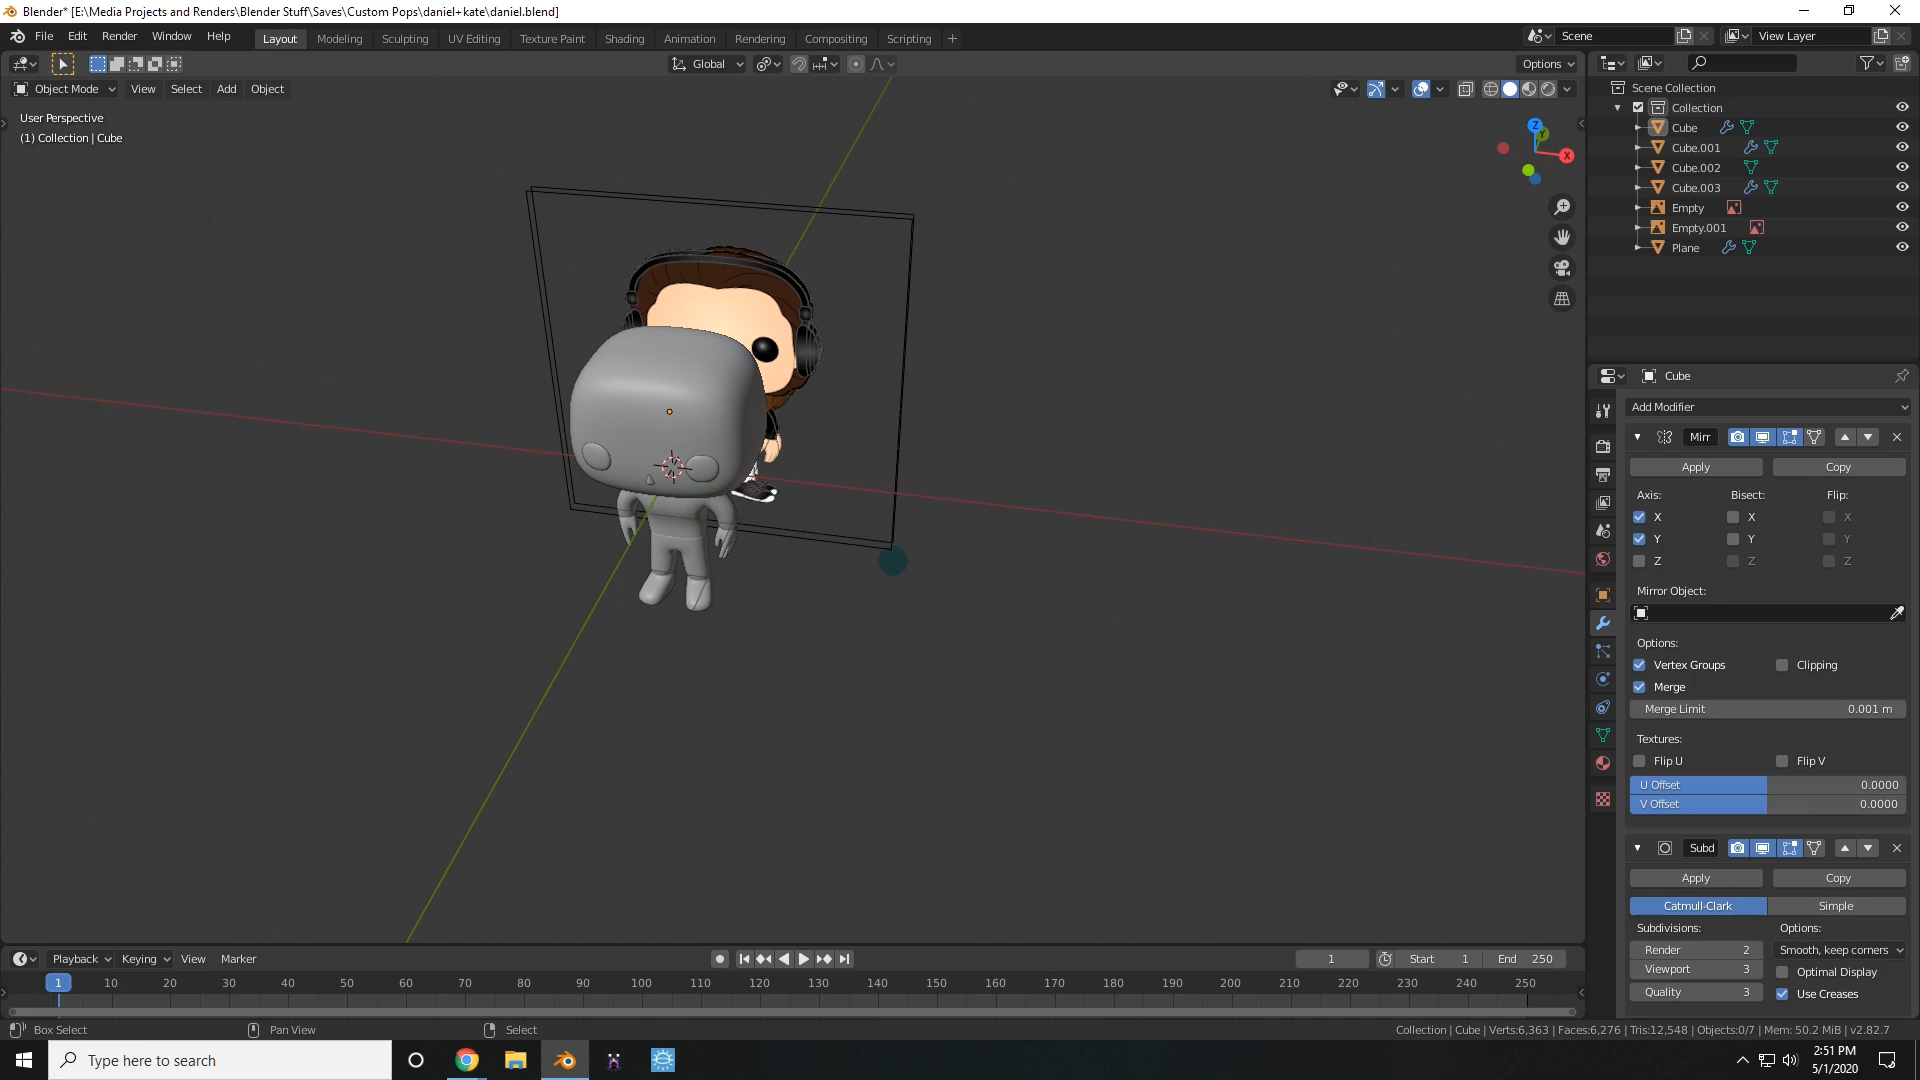 Blender* [E:\Media Projects and Renders\Blender Stuff\Saves\Custom Pops\daniel+kate\daniel.blend]
File Edit Render Window Help Layout Modeling Sculpting UV Editing Texture Paint Shading Animation Rendering Compositing Scripting + Scene View Layer
Global Options
Object Mode View Select Add Object
User Perspective
(1) Collection | Cube
Z
Y
X
Scene Collection
Collection
Cube
Cube.001
Cube.002
Cube.003
Empty
Empty.001
Plane
Cube
Add Modifier
Mirr
Apply Copy
Axis: Bisect: Flip:
X X X
Y Y Y
Z Z Z
Mirror Object:
Options:
Vertex Groups Clipping
Merge
Merge Limit 0.001 m
Textures:
Flip U Flip V
U Offset 0.0000
V Offset 0.0000
Subd
Apply Copy
Catmull-Clark Simple
Subdivisions: Options:
Render 2 Smooth, keep corners
Viewport 3 Optimal Display
Quality 3 Use Creases
Playback Keying View Marker 1 Start 1 End 250
1 10 20 30 40 50 60 70 80 90 100 110 120 130 140 150 160 170 180 190 200 210 220 230 240 250
Box Select Pan View Select Collection | Cube | Verts:6,363 | Faces:6,276 | Tris:12,548 | Objects:0/7 | Mem: 50.2 MiB | v2.82.7
Type here to search
2:51 PM
5/1/2020